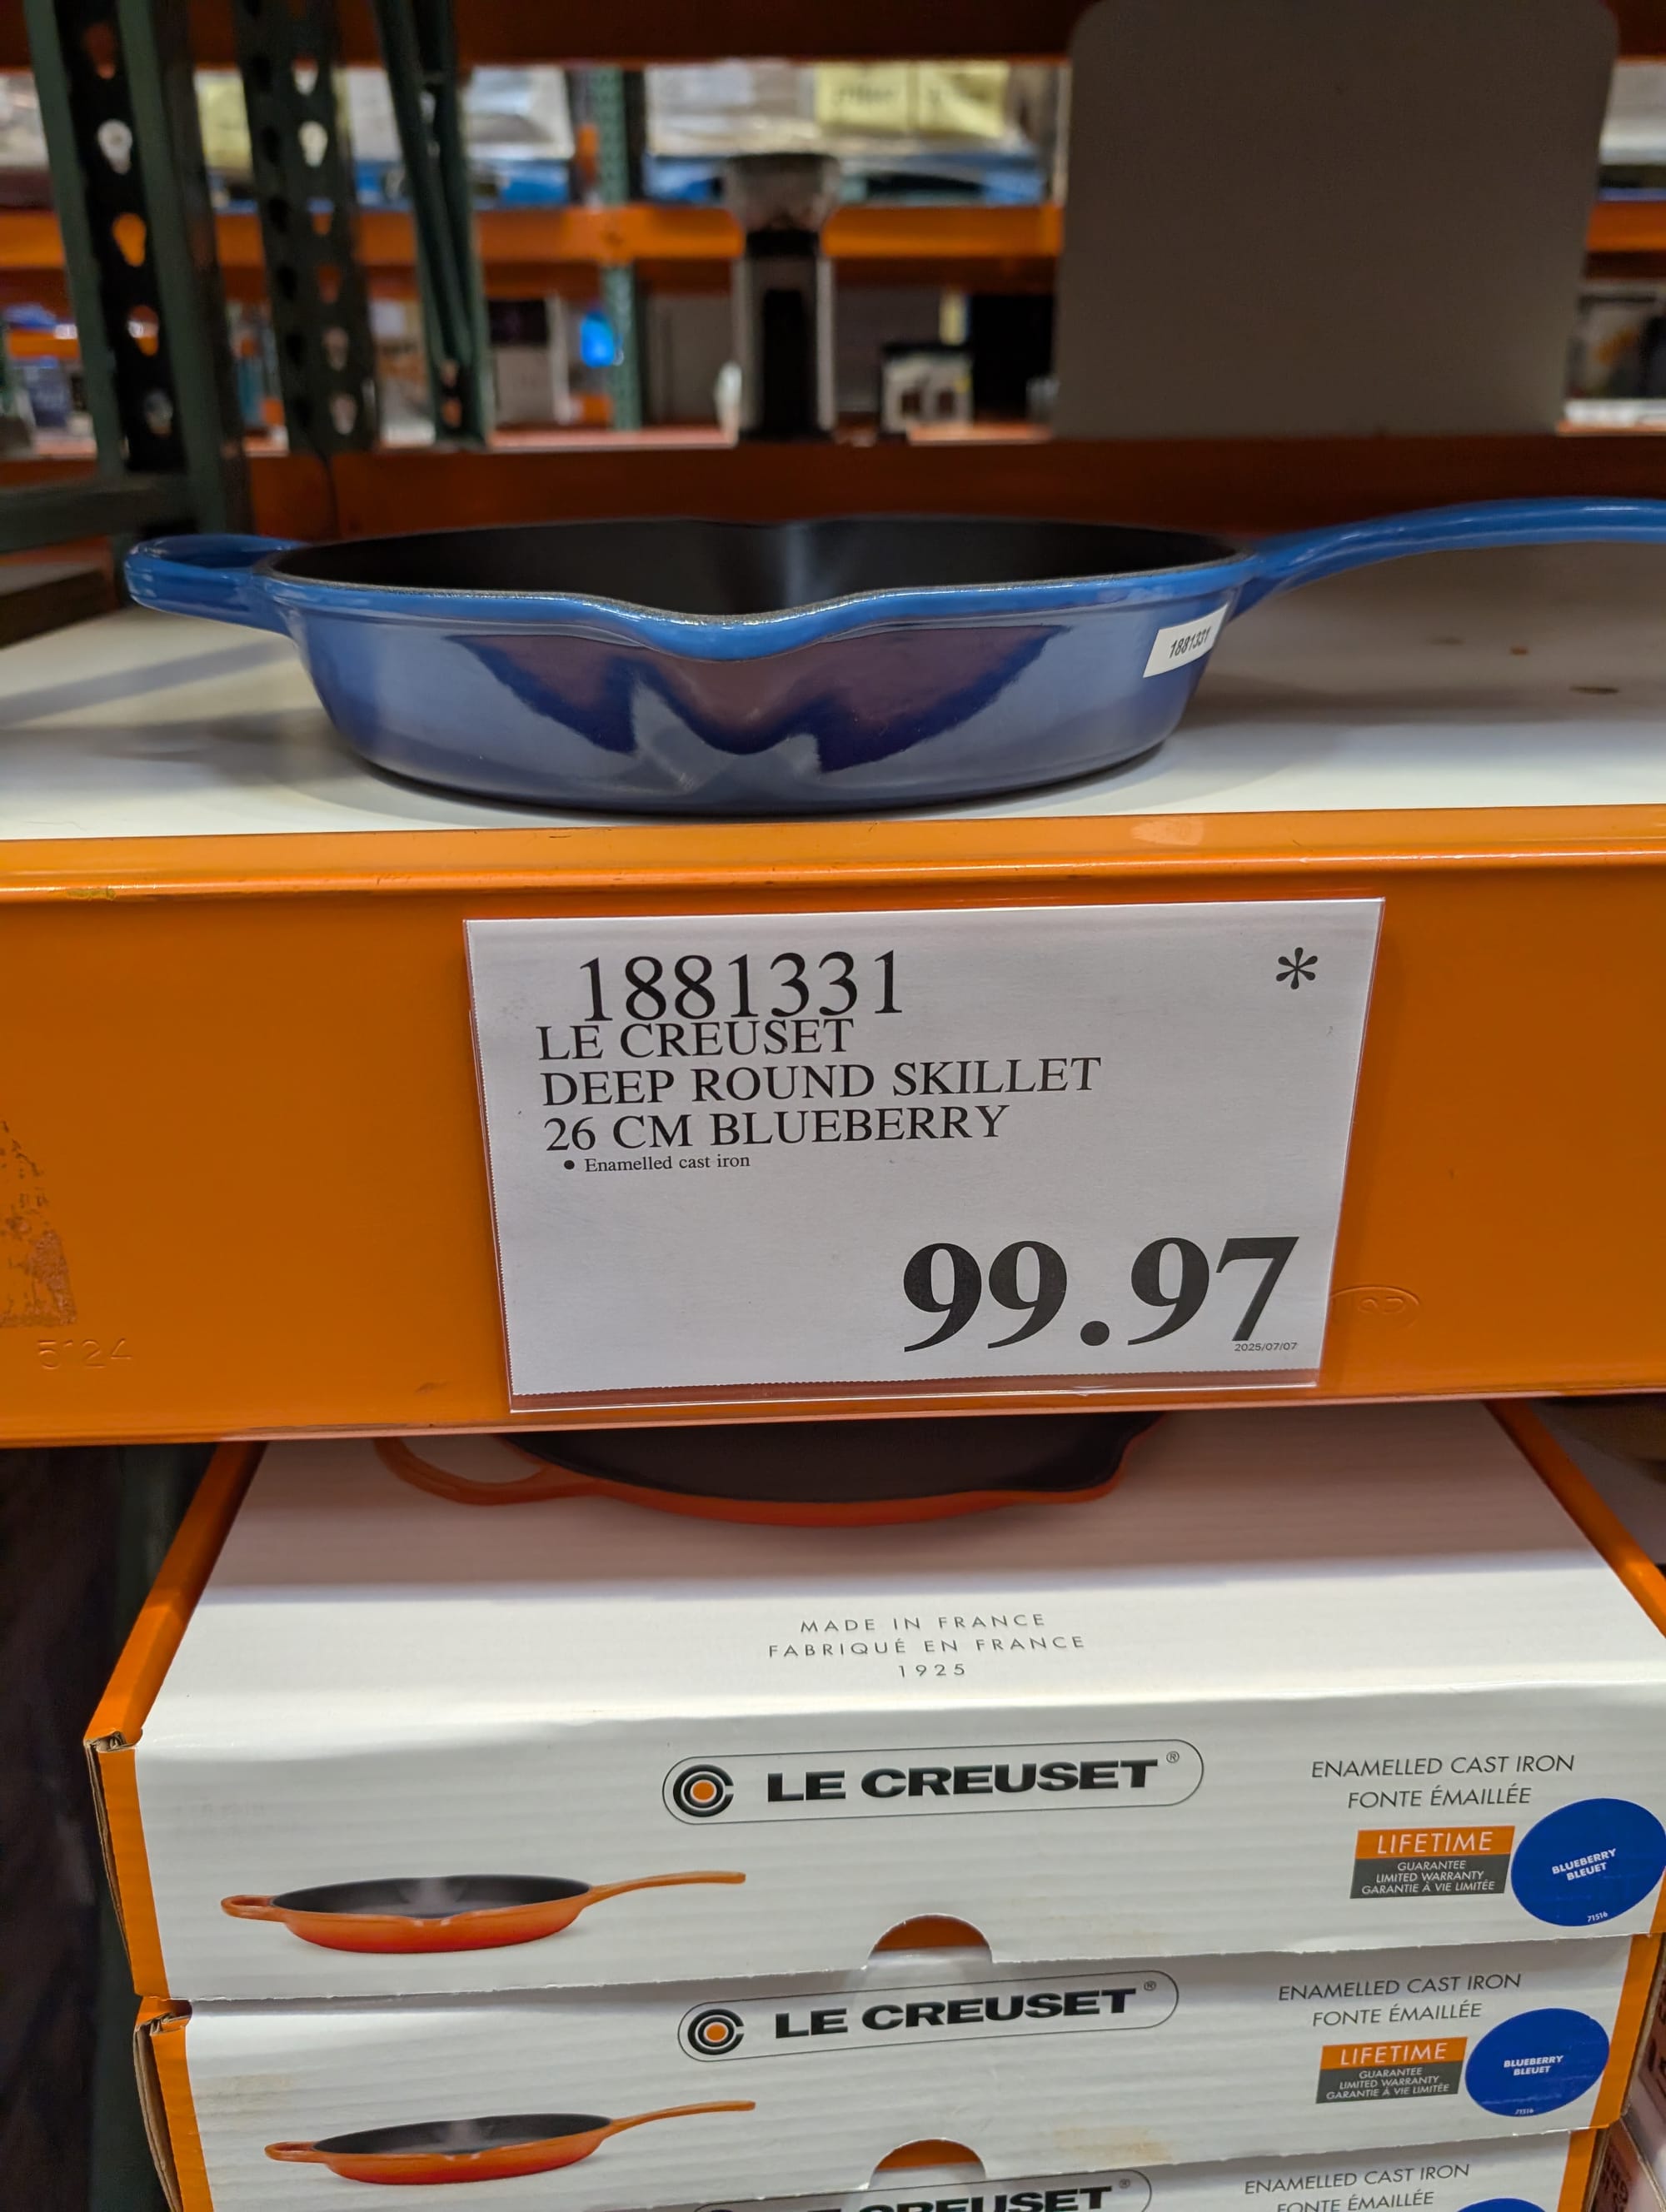 1881331
1881331
*
LE CREUSET
DEEP ROUND SKILLET
26 CM BLUEBERRY
• Enamelled cast iron
99.97
2025/07/07
5124
MADE IN FRANCE
FABRIQUÉ EN FRANCE
1925
LE CREUSET®
ENAMELLED CAST IRON
FONTE ÉMAILLÉE
LIFETIME
GUARANTEE
LIMITED WARRANTY
GARANTIE À VIE LIMITÉE
BLUEBERRY
BLEUET
71516
LE CREUSET®
ENAMELLED CAST IRON
FONTE ÉMAILLÉE
LIFETIME
GUARANTEE
LIMITED WARRANTY
GARANTIE À VIE LIMITÉE
BLUEBERRY
BLEUET
71516
CREUSET®
ENAMELLED CAST IRON
FONTE ÉMAILLÉE